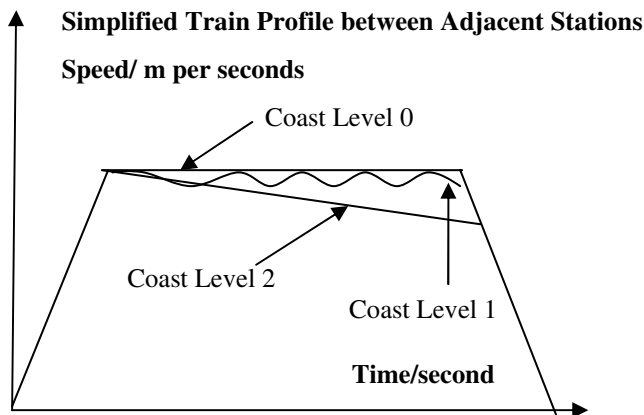 Simplified Train Profile between Adjacent Stations
Speed/ m per seconds
Coast Level 0
Coast Level 2
Coast Level 1
Time/second